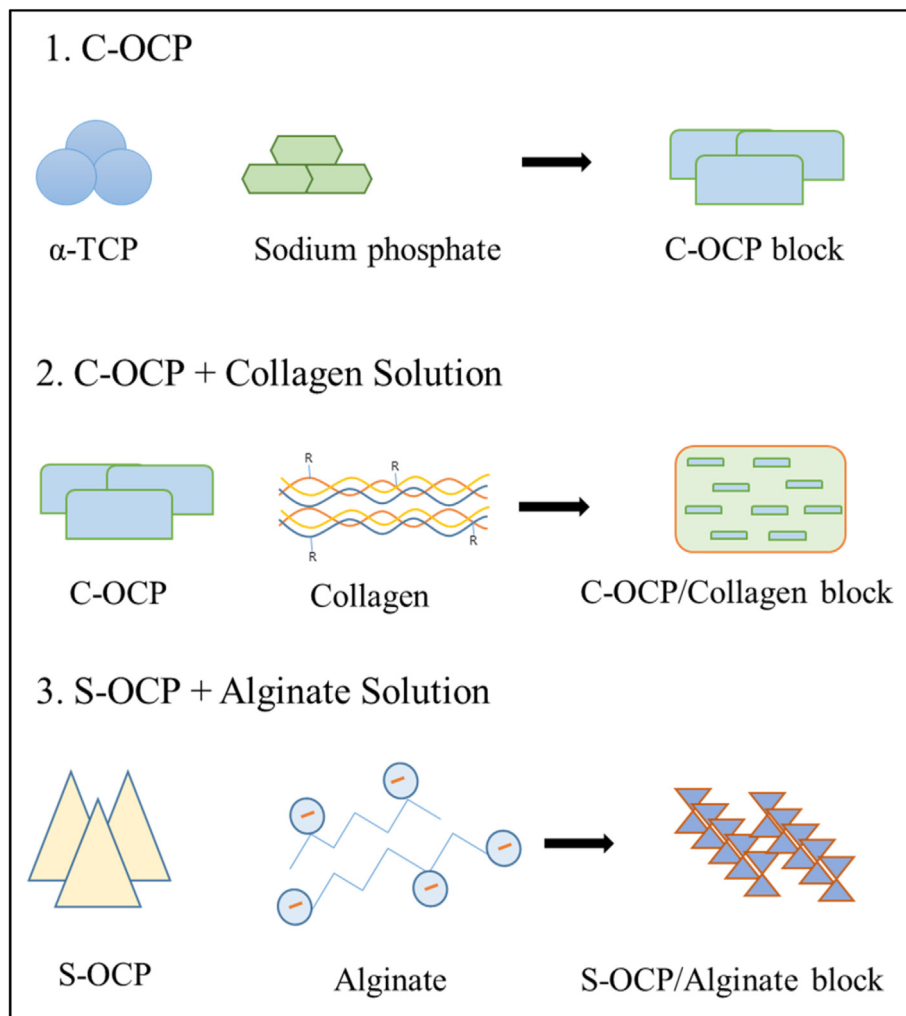 1. C-OCP
α-TCP
Sodium phosphate
C-OCP block
2. C-OCP + Collagen Solution
R
R
R
R
C-OCP
Collagen
C-OCP/Collagen block
3. S-OCP + Alginate Solution
S-OCP
Alginate
S-OCP/Alginate block